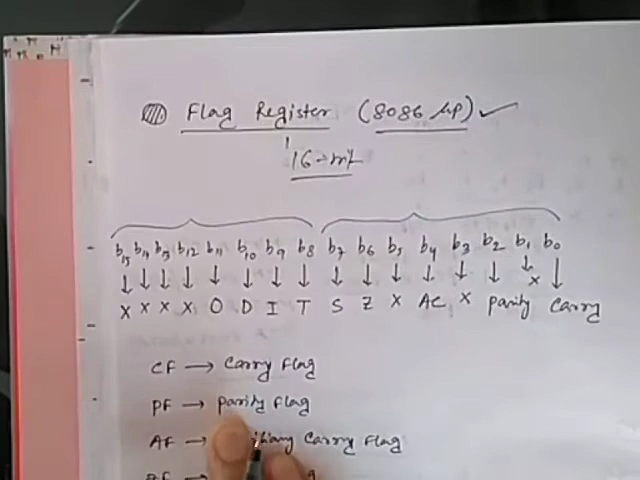 Flag Register (8086 μP)
16-
b15 b14 b13 b12 b11 b10 b9 b8 b7 b6 b5 b4 b3 b2 b1 b0
↓ ↓ ↓ ↓ ↓ ↓ ↓ ↓ ↓ ↓ ↓ ↓ ↓ ↓ ↓ ↓
X X X X O D I T S Z X AC X Parity X Carry
CF → Carry Flag
PF → Parity Flag
AF → Carry Flag